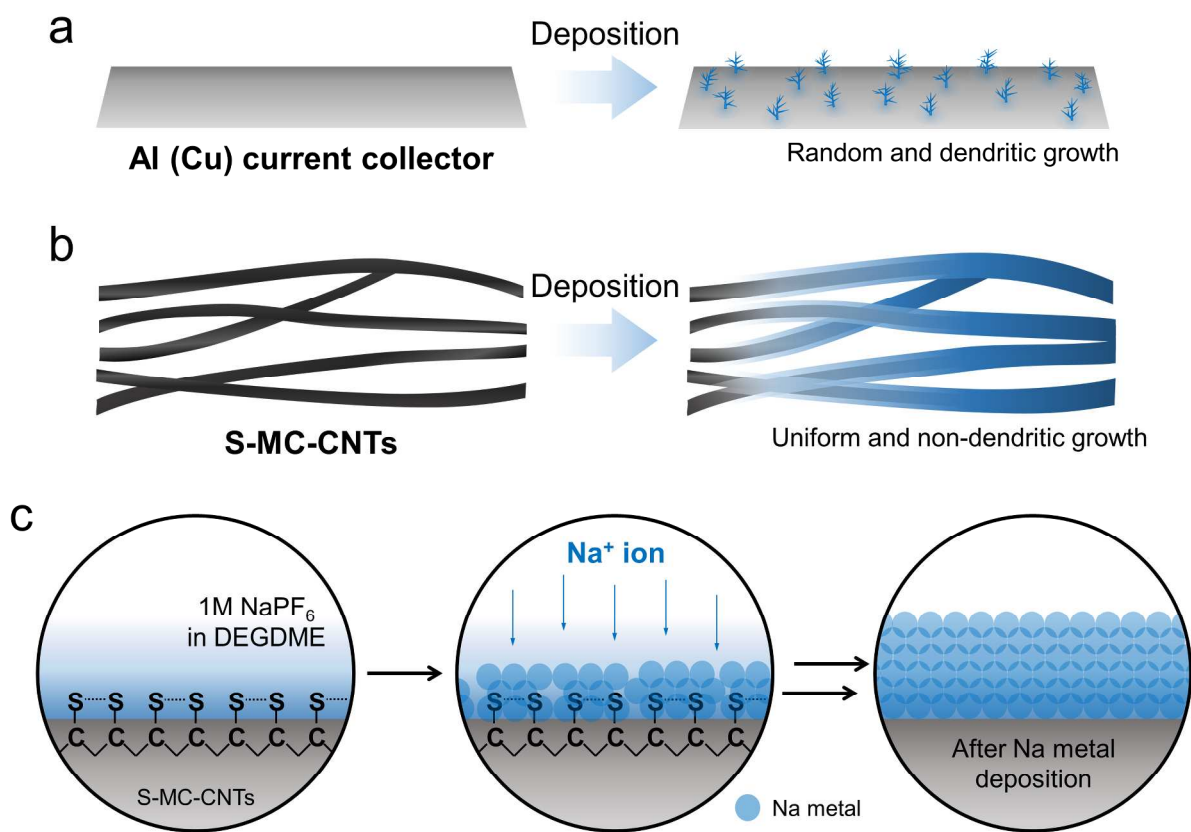 a
Deposition
Al (Cu) current collector
Random and dendritic growth
b
Deposition
S-MC-CNTs
Uniform and non-dendritic growth
c
1M NaPF₆
in DEGDME
S S S S S S S
C C C C C C C
S-MC-CNTs
Na⁺ ion
S S S S S S S
C C C C C C C
Na metal
After Na metal
deposition